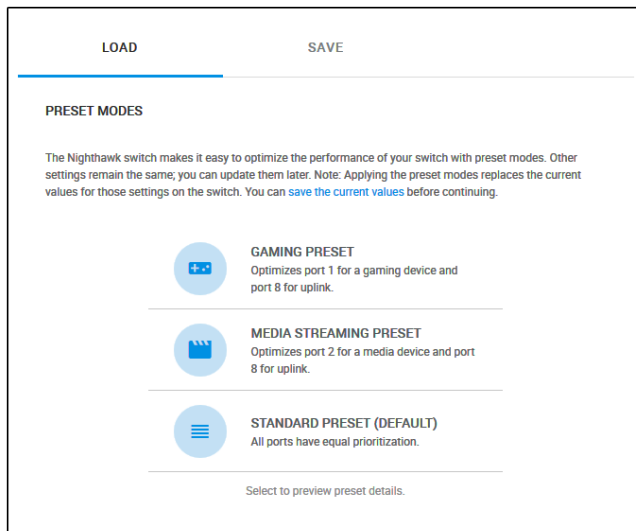 LOAD
SAVE
PRESET MODES
The Nighthawk switch makes it easy to optimize the performance of your switch with preset modes. Other
settings remain the same; you can update them later. Note: Applying the preset modes replaces the current
values for those settings on the switch. You can save the current values before continuing.
GAMING PRESET
Optimizes port 1 for a gaming device and
port 8 for uplink.
MEDIA STREAMING PRESET
Optimizes port 2 for a media device and port
8 for uplink.
STANDARD PRESET (DEFAULT)
All ports have equal prioritization.
Select to preview preset details.